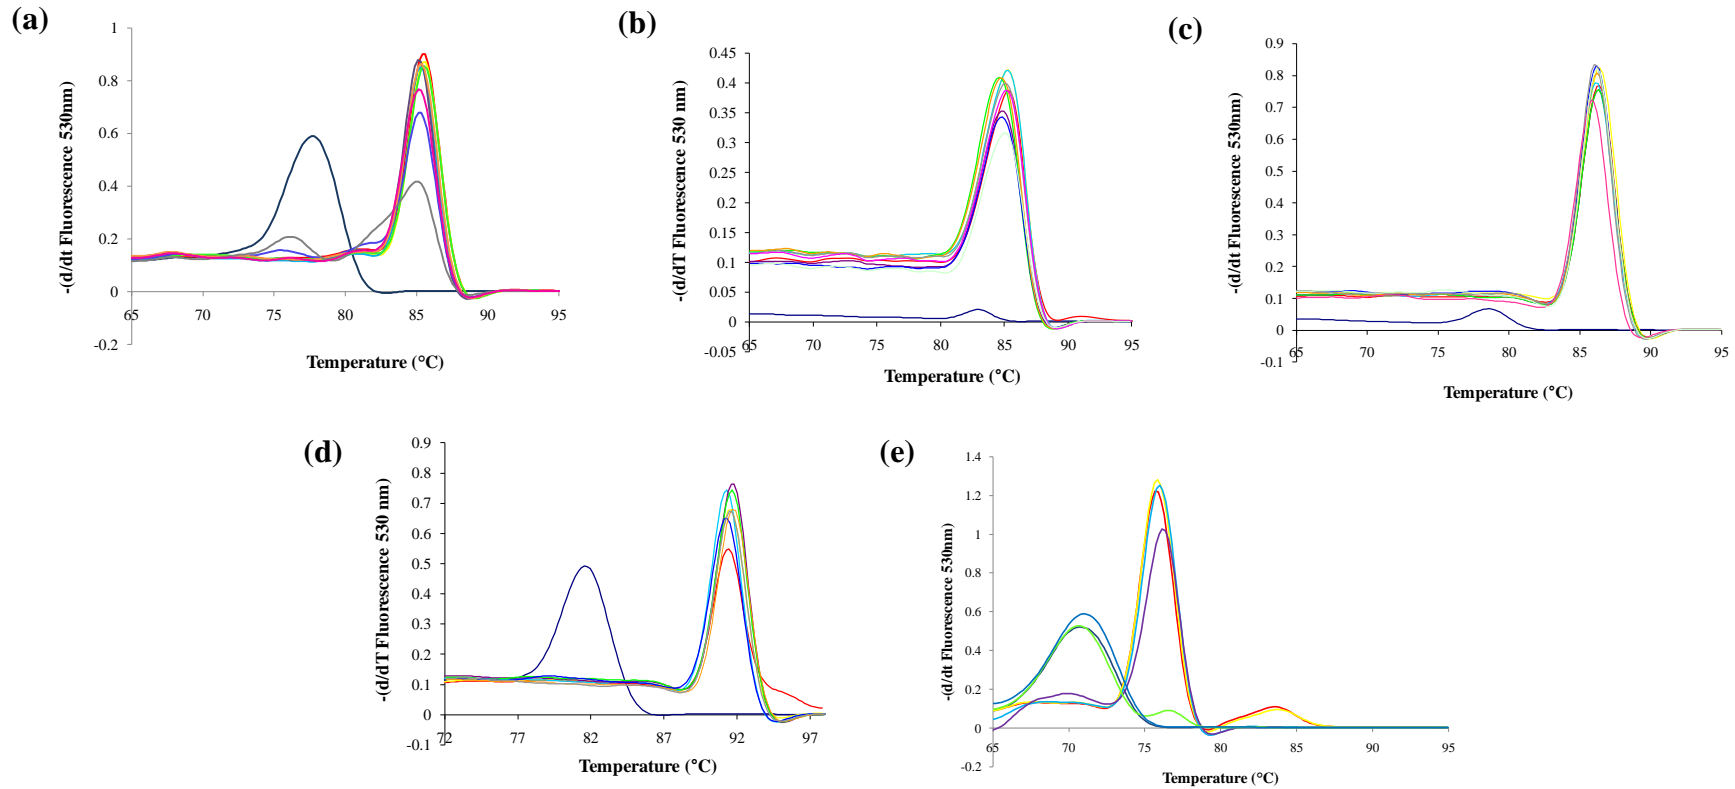 (a)
-(d/dt Fluorescence 530nm)
1
0.8
0.6
0.4
0.2
0
-0.2
65 70 75 80 85 90 95
Temperature (°C)
(b)
-(d/dT Fluorescence 530 nm)
0.45
0.4
0.35
0.3
0.25
0.2
0.15
0.1
0.05
0
-0.05
65 70 75 80 85 90 95
Temperature (°C)
(c)
-(d/dt Fluorescence 530nm)
0.9
0.8
0.7
0.6
0.5
0.4
0.3
0.2
0.1
0
-0.1
65 70 75 80 85 90 95
Temperature (°C)
(d)
-(d/dT Fluorescence 530 nm)
0.9
0.8
0.7
0.6
0.5
0.4
0.3
0.2
0.1
0
-0.1
72 77 82 87 92 97
Temperature (°C)
(e)
-(d/dt Fluorescence 530nm)
1.4
1.2
1
0.8
0.6
0.4
0.2
0
-0.2
65 70 75 80 85 90 95
Temperature (°C)